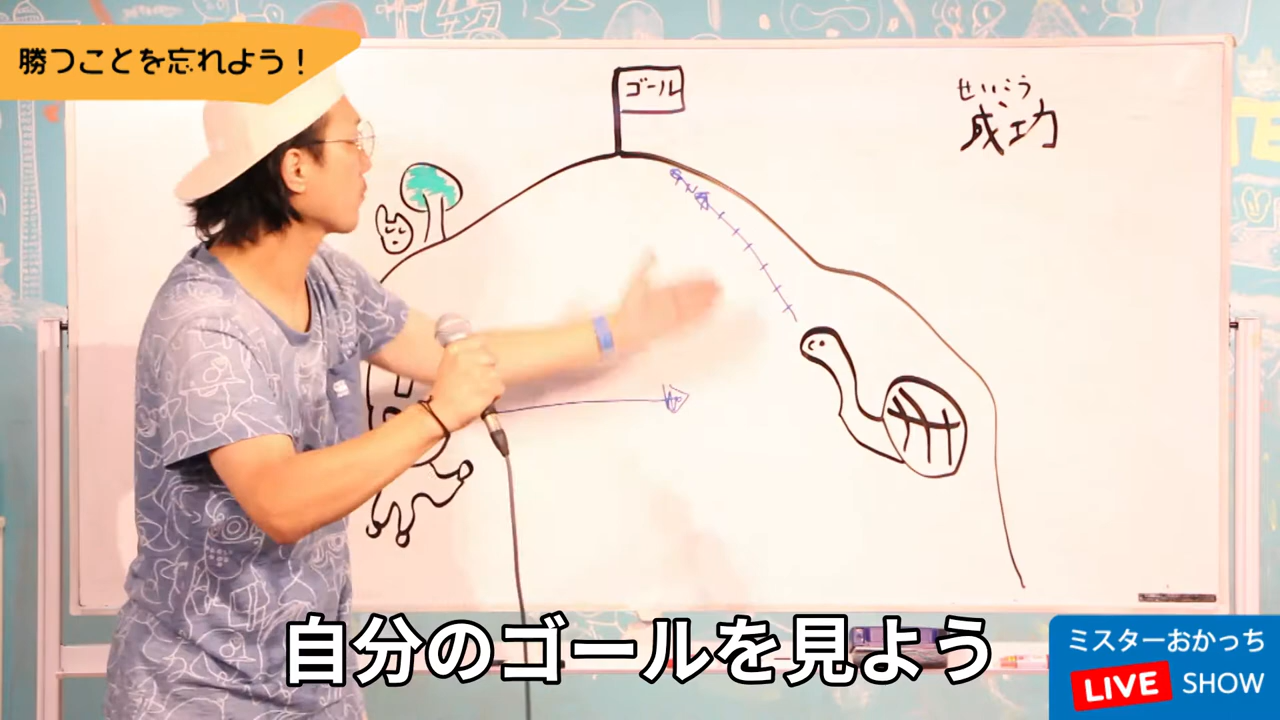 勝つことを忘れよう！
ゴール
せいこう
成功
自分のゴールを見よう
ミスターおかっち
LIVE SHOW